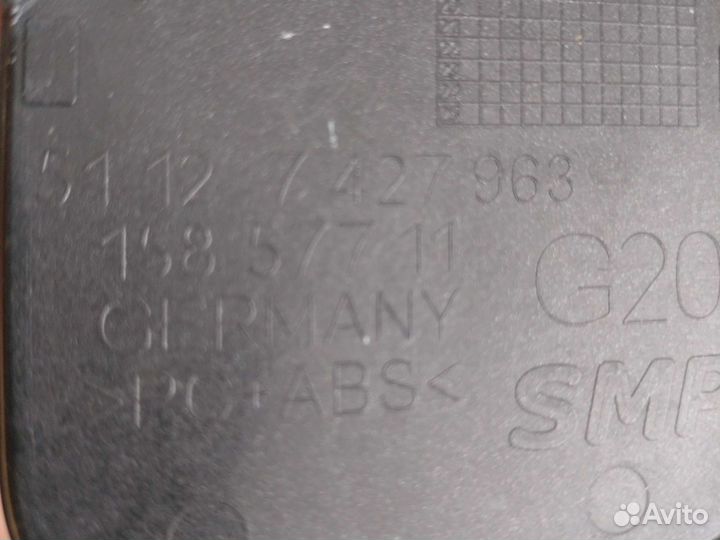 51 12 7 427 963
158 577 11
G20
GERMANY
>PC+ABS<
SMP
Avito